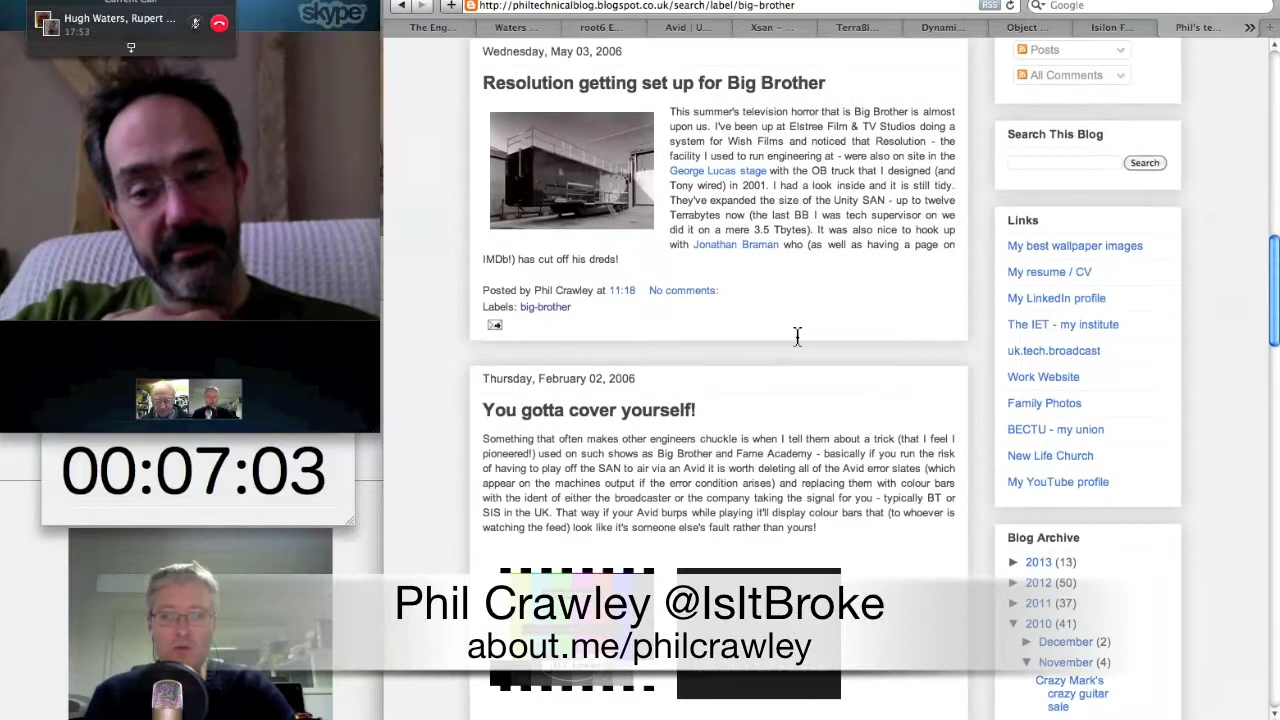 Current Call
skype
Hugh Waters, Rupert ...
17:53
00:07:03
http://philtechnicalblog.blogspot.co.uk/search/label/big-brother
RSS
Google
The Eng...
Waters ...
root6 E...
Avid | U...
Xsan – ...
TerraBl...
Dynami...
Object ...
Isilon F...
Phil's te...
Wednesday, May 03, 2006
Resolution getting set up for Big Brother
This summer's television horror that is Big Brother is almost
upon us. I've been up at Elstree Film & TV Studios doing a
system for Wish Films and noticed that Resolution - the
facility I used to run engineering at - were also on site in the
George Lucas stage with the OB truck that I designed (and
Tony wired) in 2001. I had a look inside and it is still tidy.
They've expanded the size of the Unity SAN - up to twelve
Terrabytes now (the last BB I was tech supervisor on we
did it on a mere 3.5 Tbytes). It was also nice to hook up
with Jonathan Braman who (as well as having a page on
IMDb!) has cut off his dreds!
Posted by Phil Crawley at 11:18 No comments:
Labels: big-brother
Thursday, February 02, 2006
You gotta cover yourself!
Something that often makes other engineers chuckle is when I tell them about a trick (that I feel I
pioneered!) used on such shows as Big Brother and Fame Academy - basically if you run the risk
of having to play off the SAN to air via an Avid it is worth deleting all of the Avid error slates (which
appear on the machines output if the error condition arises) and replacing them with colour bars
with the ident of either the broadcaster or the company taking the signal for you - typically BT or
SIS in the UK. That way if your Avid burps while playing it'll display colour bars that (to whoever is
watching the feed) look like it's someone else's fault rather than yours!
Posts
All Comments
Search This Blog
Search
Links
My best wallpaper images
My resume / CV
My LinkedIn profile
The IET - my institute
uk.tech.broadcast
Work Website
Family Photos
BECTU - my union
New Life Church
My YouTube profile
Blog Archive
► 2013 (13)
► 2012 (50)
► 2011 (37)
▼ 2010 (41)
► December (2)
▼ November (4)
Crazy Mark's
crazy guitar
sale
Phil Crawley @IsItBroke
about.me/philcrawley